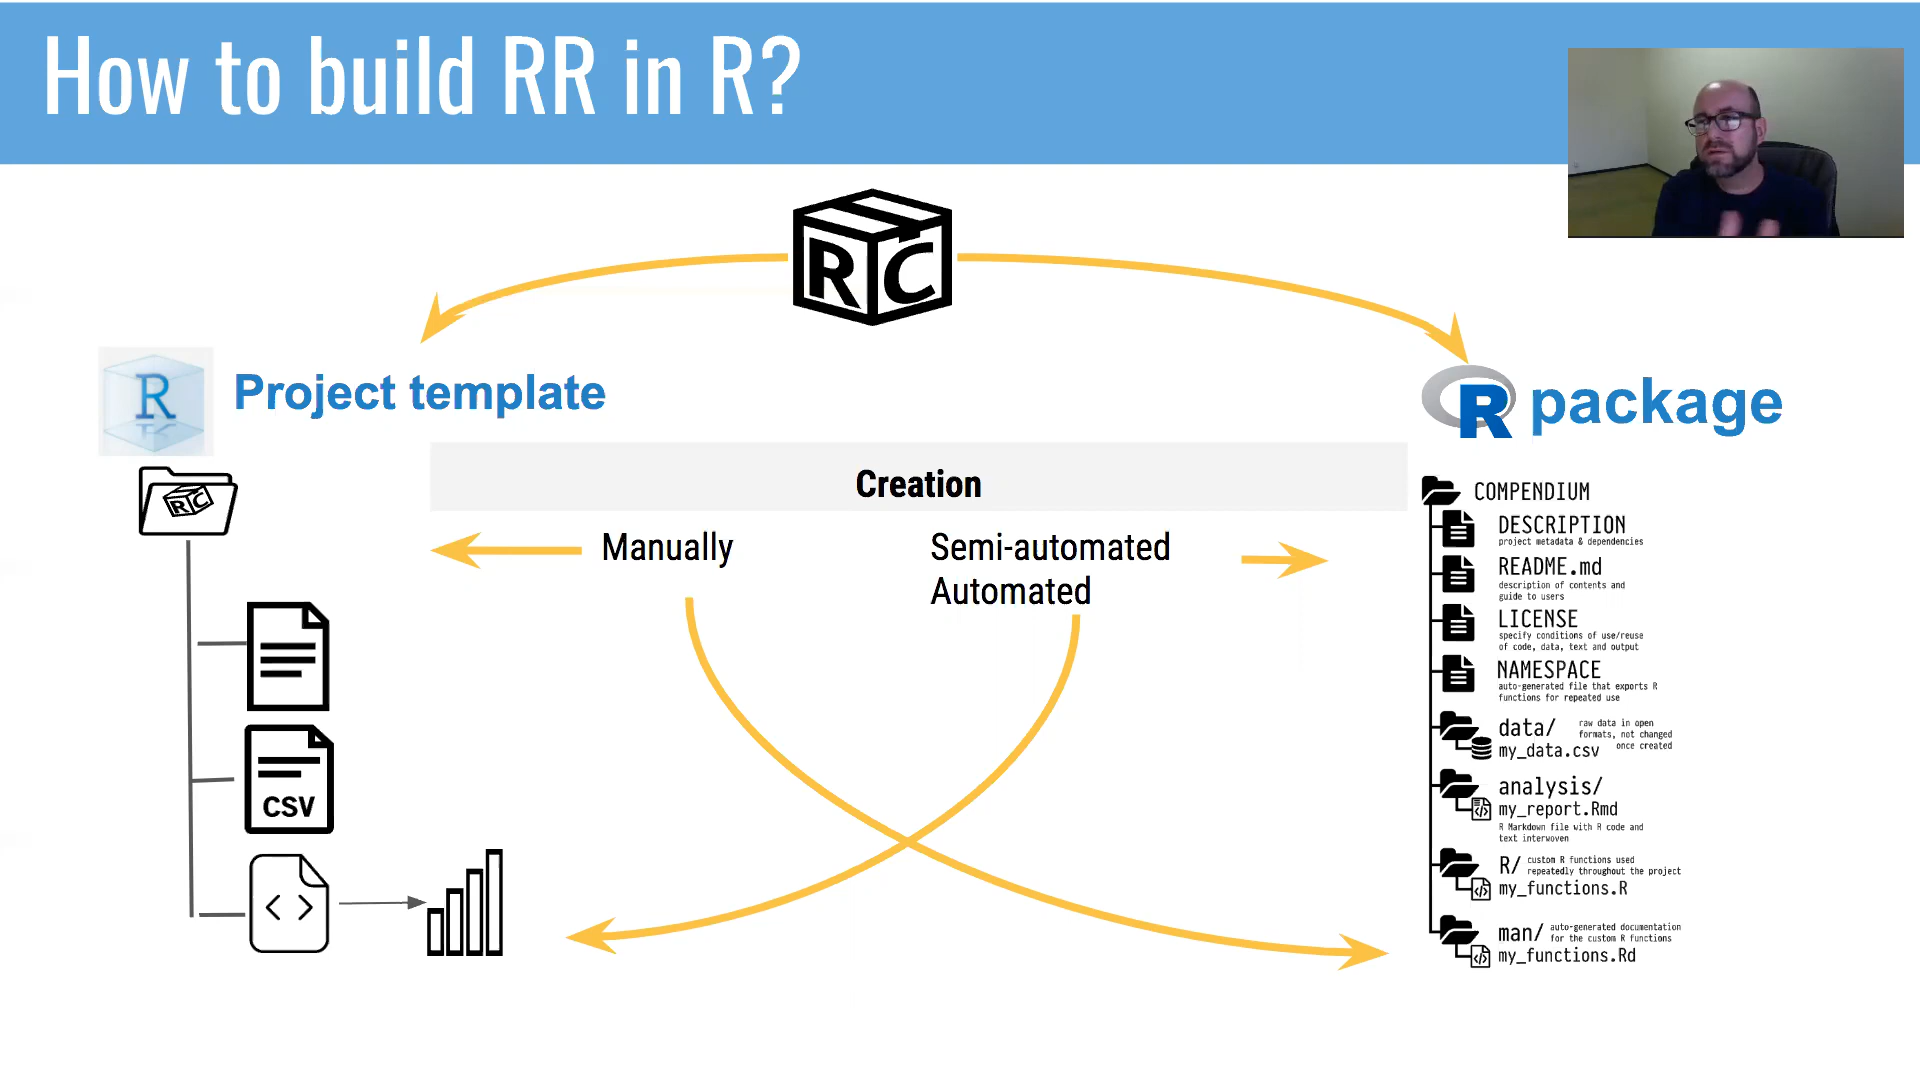 How to build RR in R?
R C
R
Project template
R package
RC
Creation
Manually
Semi-automated
Automated
CSV
< >
COMPENDIUM
DESCRIPTION
project metadata & dependencies
README.md
description of contents and
guide to users
LICENSE
specify conditions of use/reuse
of code, data, text and output
NAMESPACE
auto-generated file that exports R
functions for repeated use
data/
raw data in open
formats, not changed
once created
my_data.csv
analysis/
my_report.Rmd
R Markdown file with R code and
text interwoven
R/
custom R functions used
repeatedly throughout the project
my_functions.R
man/
auto-generated documentation
for the custom R functions
my_functions.Rd